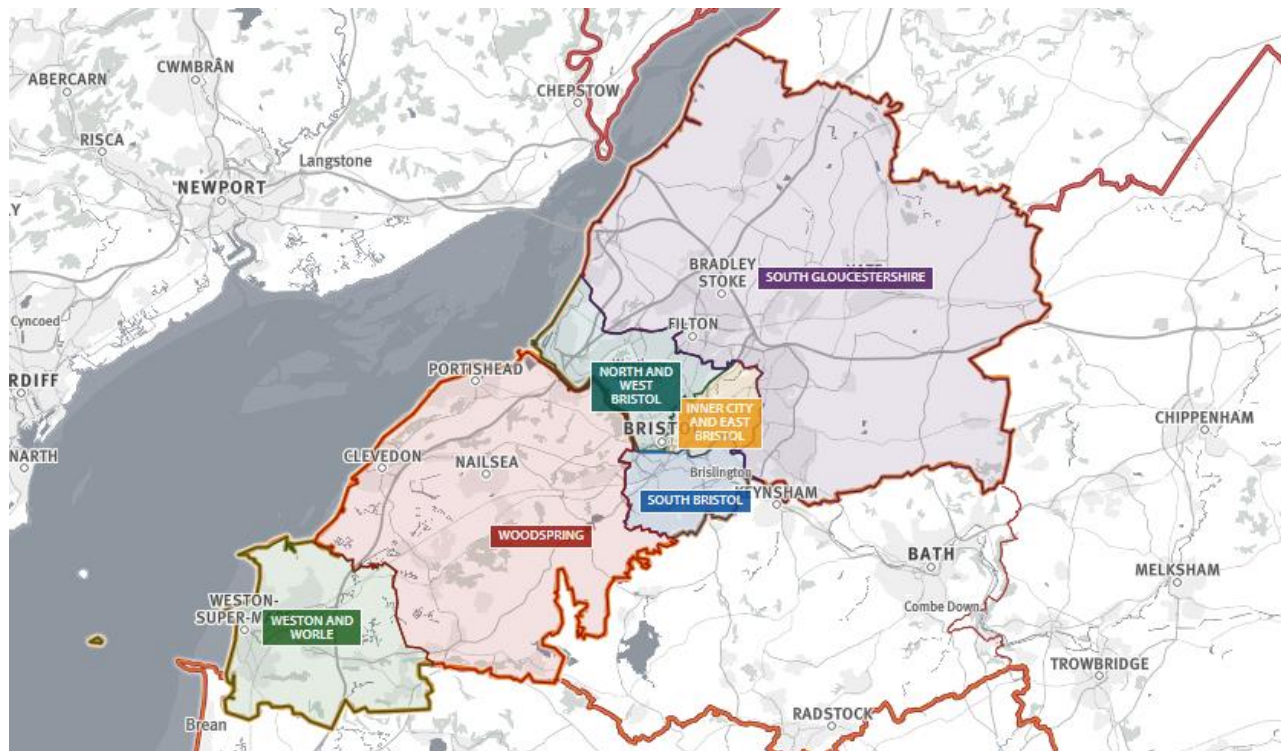 CWMBRÂN
ABERCARN
CHEPSTOW
RISCA
Langstone
NEWPORT
Cyncoed
RDIFF
NARTH
BRADLEY
STOKE
SOUTH GLOUCESTERSHIRE
FILTON
PORTISHEAD
NORTH AND
WEST
BRISTOL
INNER CITY
AND EAST
BRISTOL
BRISTO
CHIPPENHAM
CLEVEDON
NAILSEA
Brislington
SOUTH BRISTOL
KEYNSHAM
WOODSPRING
BATH
MELKSHAM
WESTON-
SUPER-M
WESTON AND
WORLE
Combe Down
TROWBRIDGE
Brean
RADSTOCK